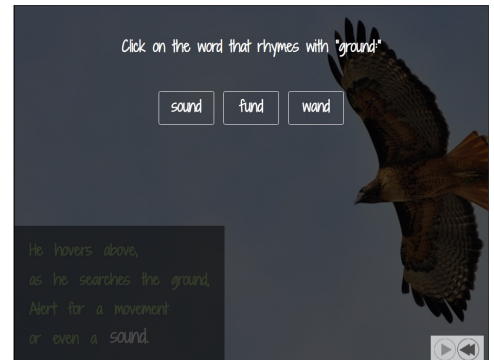 Click on the word that rhymes with "ground:"
sound fund wand
He hovers above,
as he searches the ground,
Alert for a movement
or even a sound.